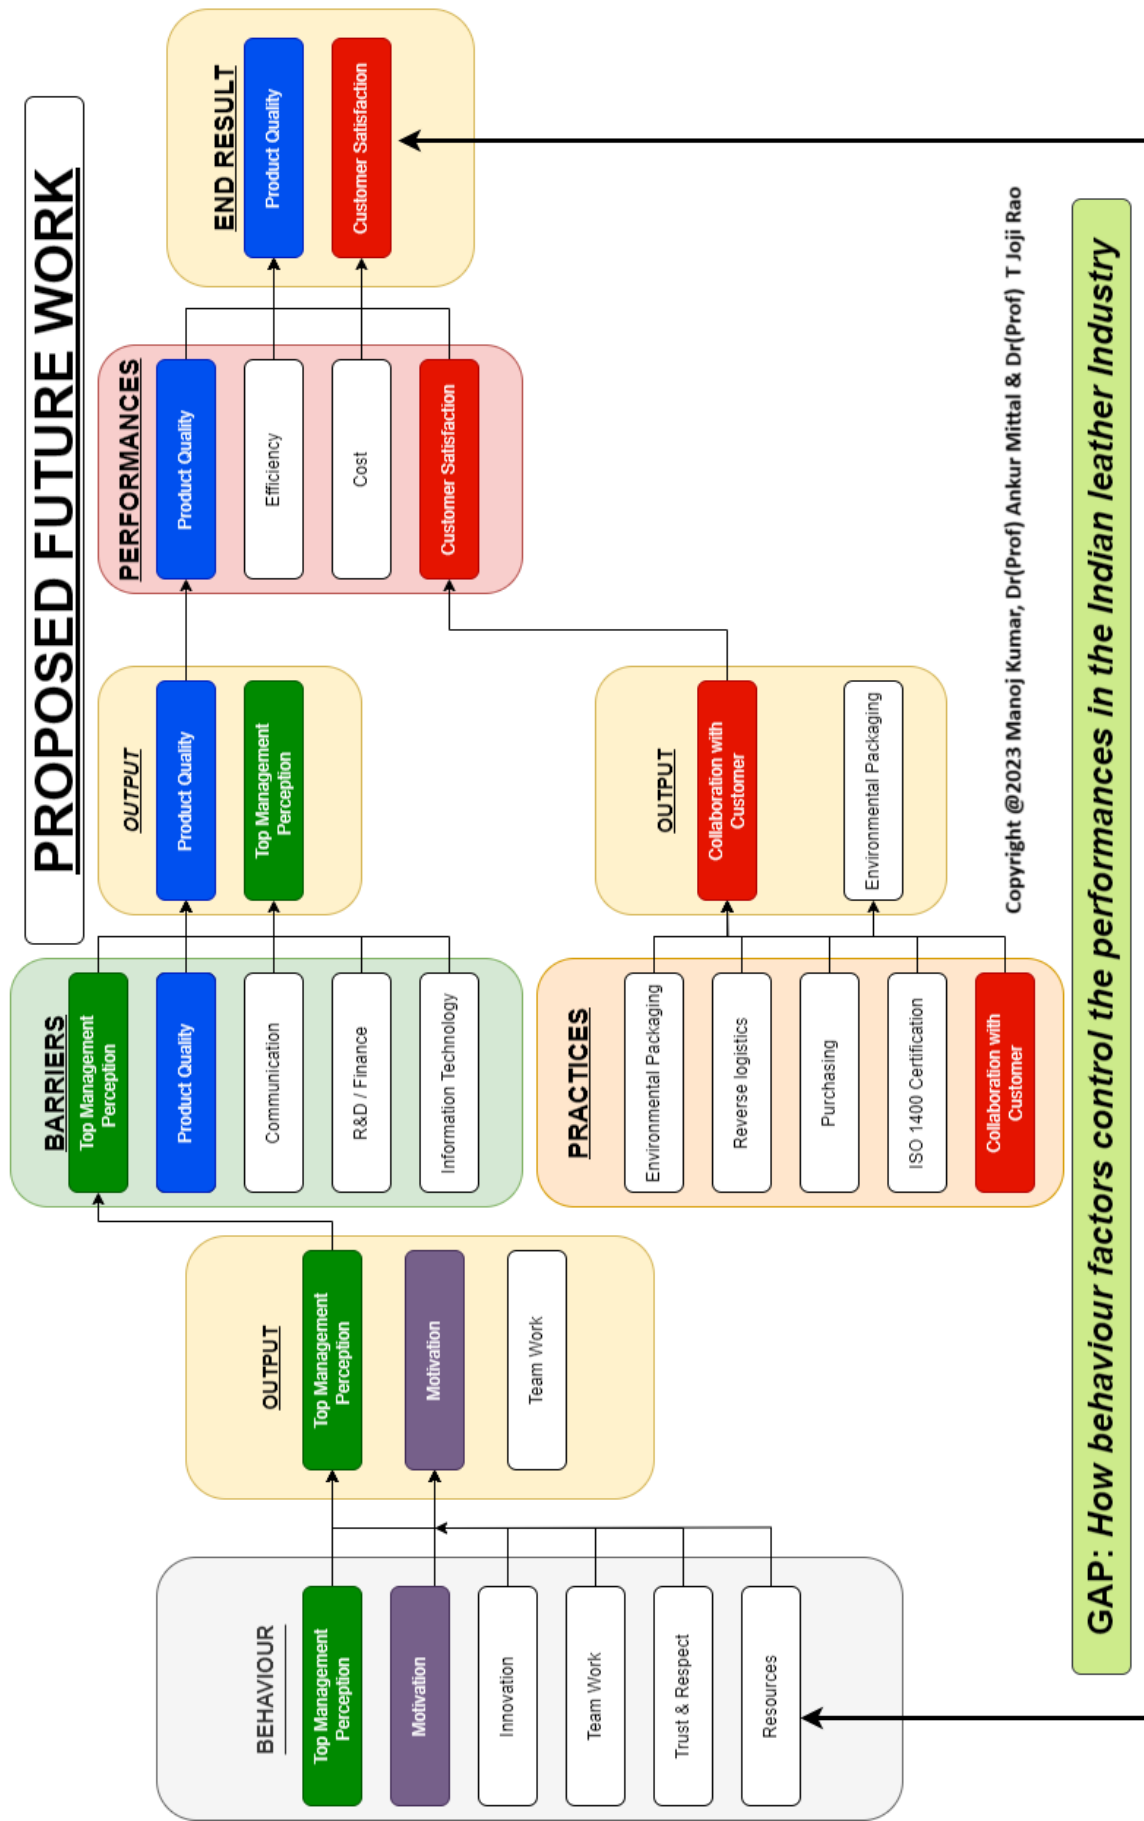 PROPOSED FUTURE WORK
BEHAVIOUR
Top Management
Perception
Motivation
Innovation
Team Work
Trust & Respect
Resources
OUTPUT
Top Management
Perception
Motivation
Team Work
BARRIERS
Top Management
Perception
Product Quality
Communication
R&D / Finance
Information Technology
PRACTICES
Environmental Packaging
Reverse logistics
Purchasing
ISO 1400 Certification
Collaboration with
Customer
OUTPUT
Product Quality
Top Management
Perception
OUTPUT
Collaboration with
Customer
Environmental Packaging
PERFORMANCES
Product Quality
Efficiency
Cost
Customer Satisfaction
END RESULT
Product Quality
Customer Satisfaction
Copyright @2023 Manoj Kumar, Dr(Prof) Ankur Mittal & Dr(Prof) T Joji Rao
GAP: How behaviour factors control the performances in the Indian leather Industry